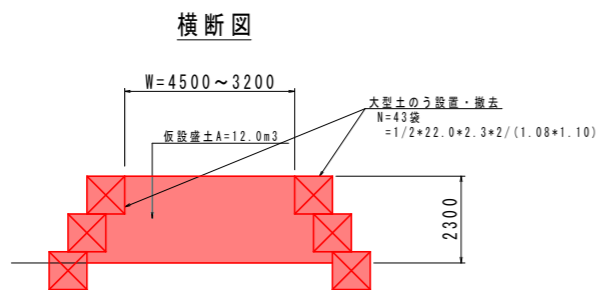 横断図
W=4500～3200
大型土のう設置・撤去
N=43袋
=1/2*22.0*2.3*2/(1.08*1.10)
仮設盛土A=12.0m3
2300